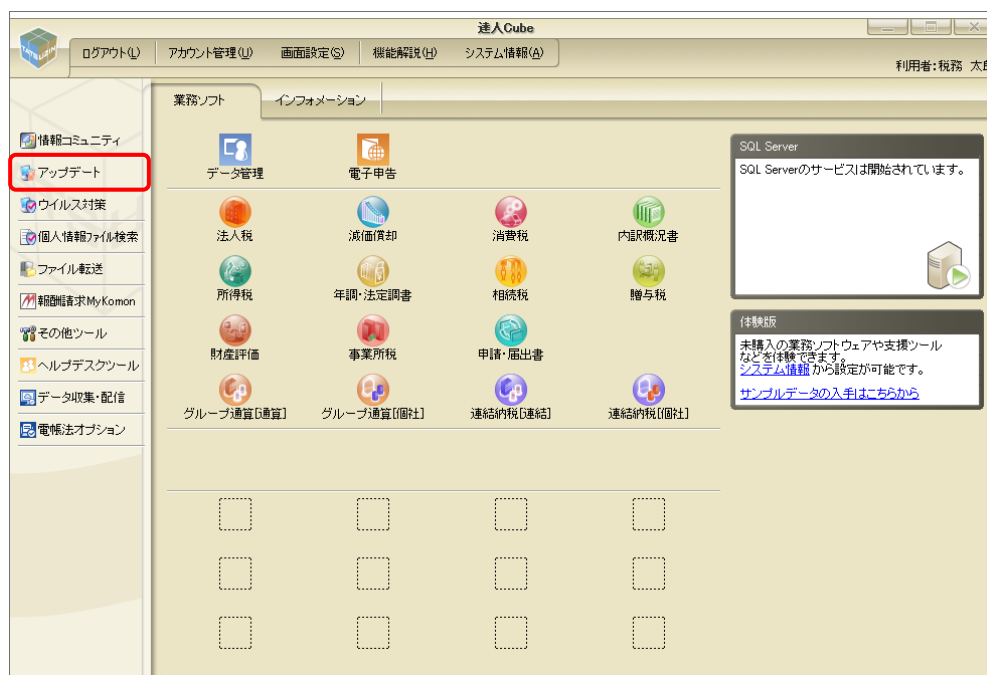 達人Cube
ログアウト(L)
アカウント管理(U)
画面設定(S)
機能解説(H)
システム情報(A)
利用者:税務 太郎
業務ソフト
インフォメーション
情報コミュニティ
アップデート
ウイルス対策
個人情報ファイル検索
ファイル転送
報酬請求MyKomon
その他ツール
ヘルプデスクツール
データ収集・配信
電帳法オプション
データ管理
電子申告
法人税
減価償却
消費税
内訳概況書
所得税
年調・法定調書
相続税
贈与税
財産評価
事業所税
申請・届出書
グループ通算[通算]
グループ通算[個社]
連結納税[連結]
連結納税[個社]
SQL Server
SQL Serverのサービスは開始されています。
体験版
未購入の業務ソフトウェアや支援ツール
などを体験できます。
システム情報 から設定が可能です。
サンプルデータの入手はこちらから